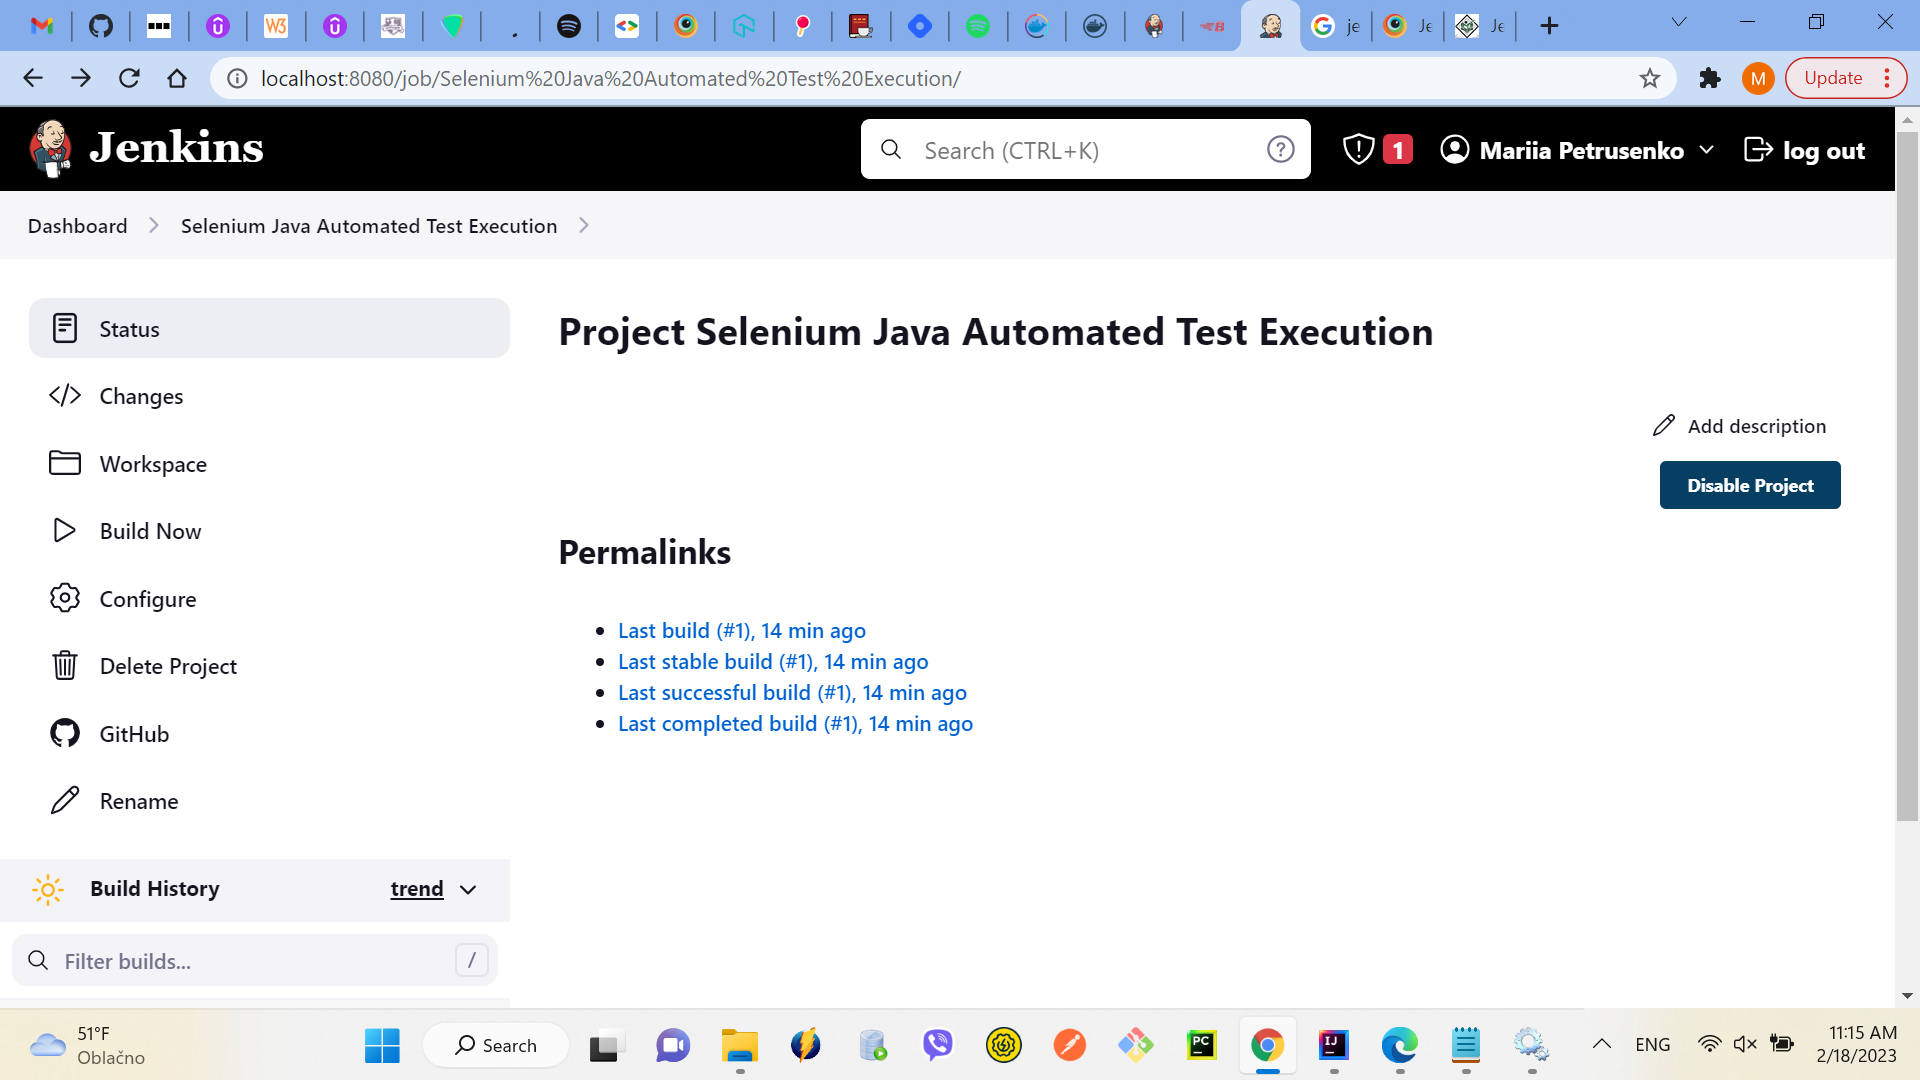 W3
je
Je
Je
localhost:8080/job/Selenium%20Java%20Automated%20Test%20Execution/
M
Update
Jenkins
Search (CTRL+K)
1
Mariia Petrusenko
log out
Dashboard
Selenium Java Automated Test Execution
Status
Project Selenium Java Automated Test Execution
Changes
Add description
Workspace
Disable Project
Build Now
Permalinks
Configure
Last build (#1), 14 min ago
Last stable build (#1), 14 min ago
Delete Project
Last successful build (#1), 14 min ago
Last completed build (#1), 14 min ago
GitHub
Rename
Build History
trend
Filter builds...
/
51°F
Oblačno
Search
PC
IJ
ENG
11:15 AM
2/18/2023